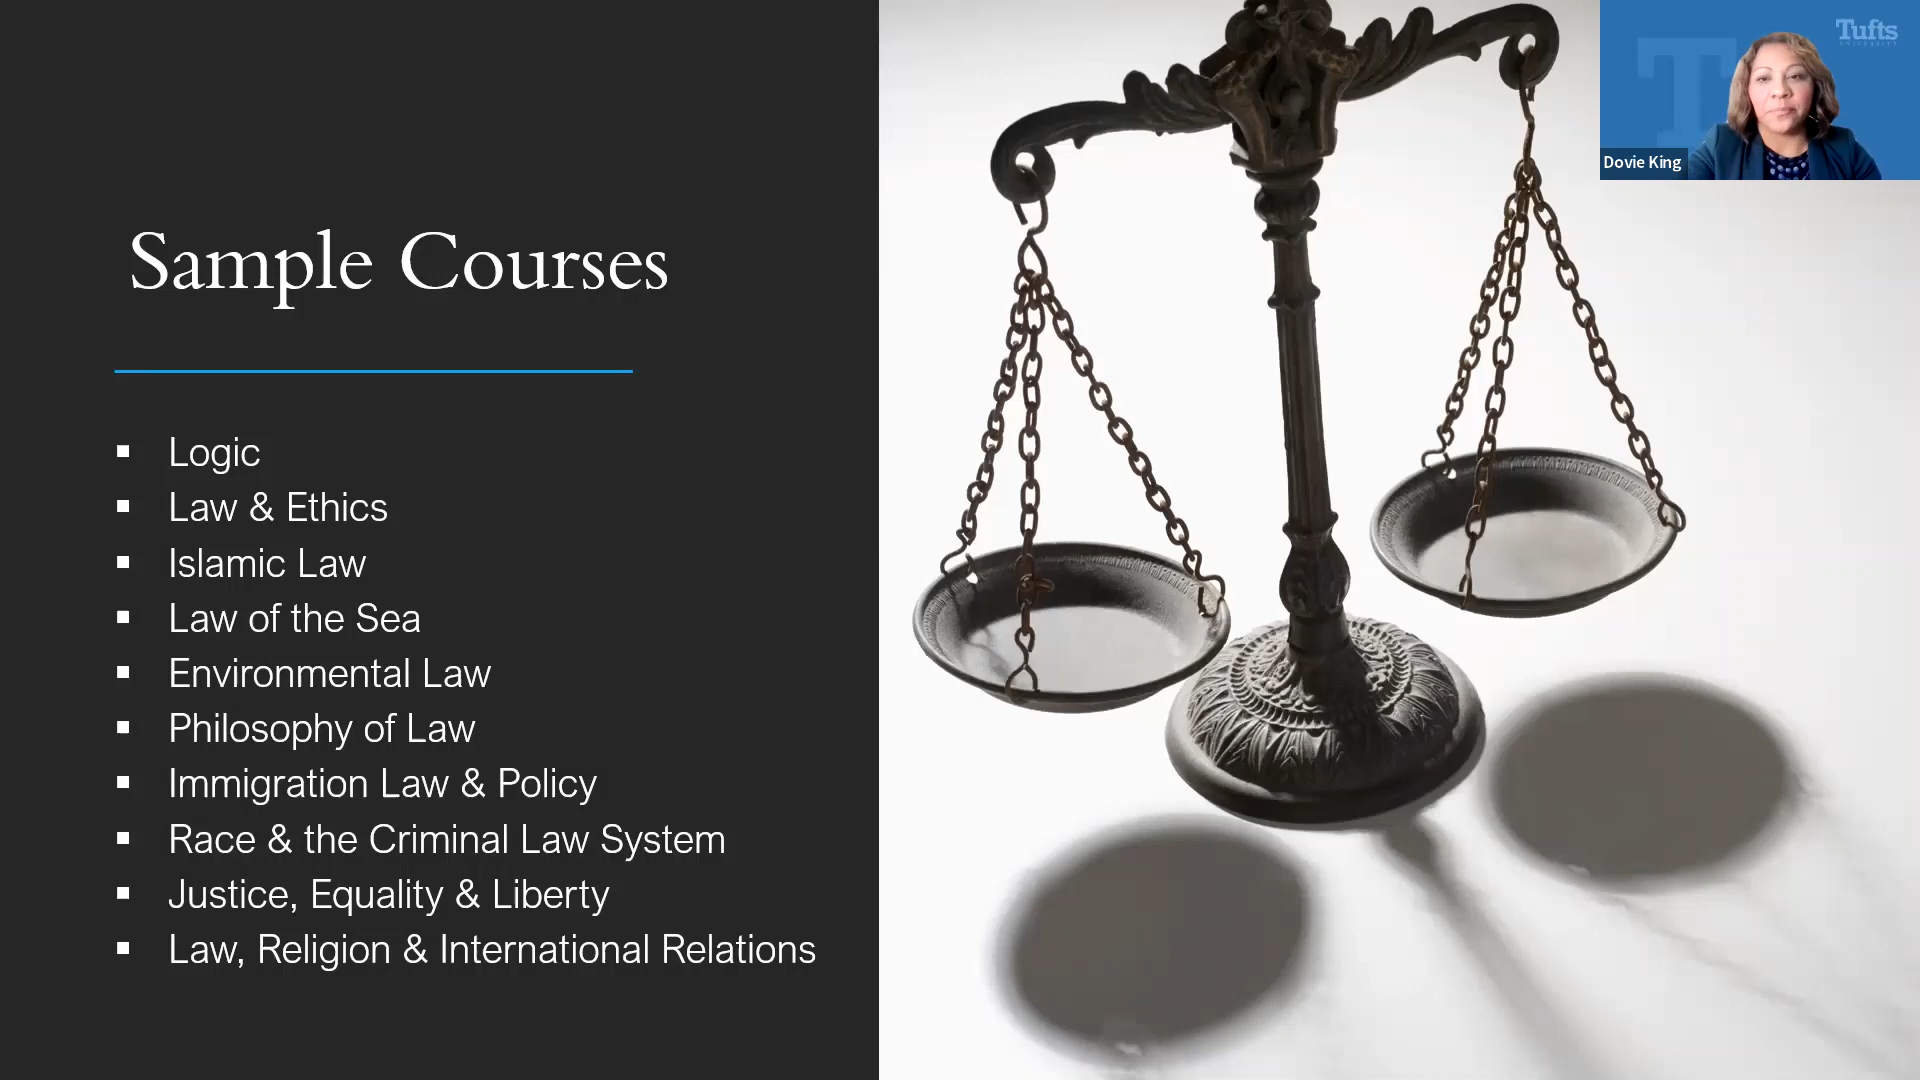 Sample Courses
Logic
Law & Ethics
Islamic Law
Law of the Sea
Environmental Law
Philosophy of Law
Immigration Law & Policy
Race & the Criminal Law System
Justice, Equality & Liberty
Law, Religion & International Relations
Tufts
UNIVERSITY
T
Dovie King